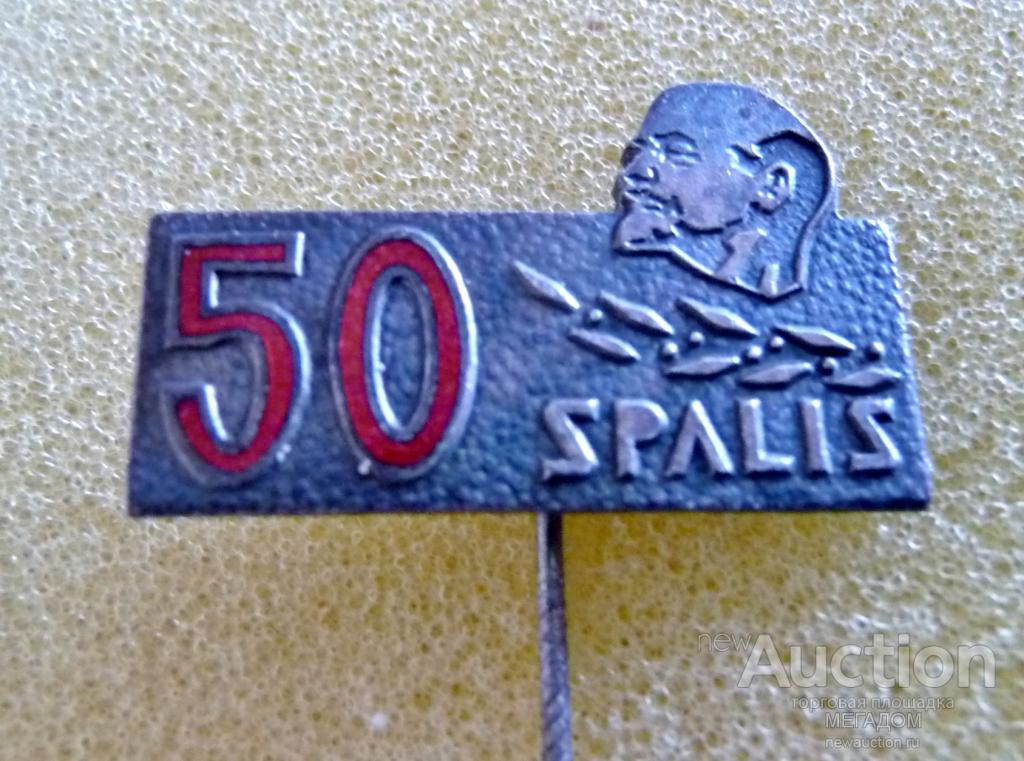 50
SPALIS
newAuction
торговая площадка
МЕГАДОМ
newauction.ru